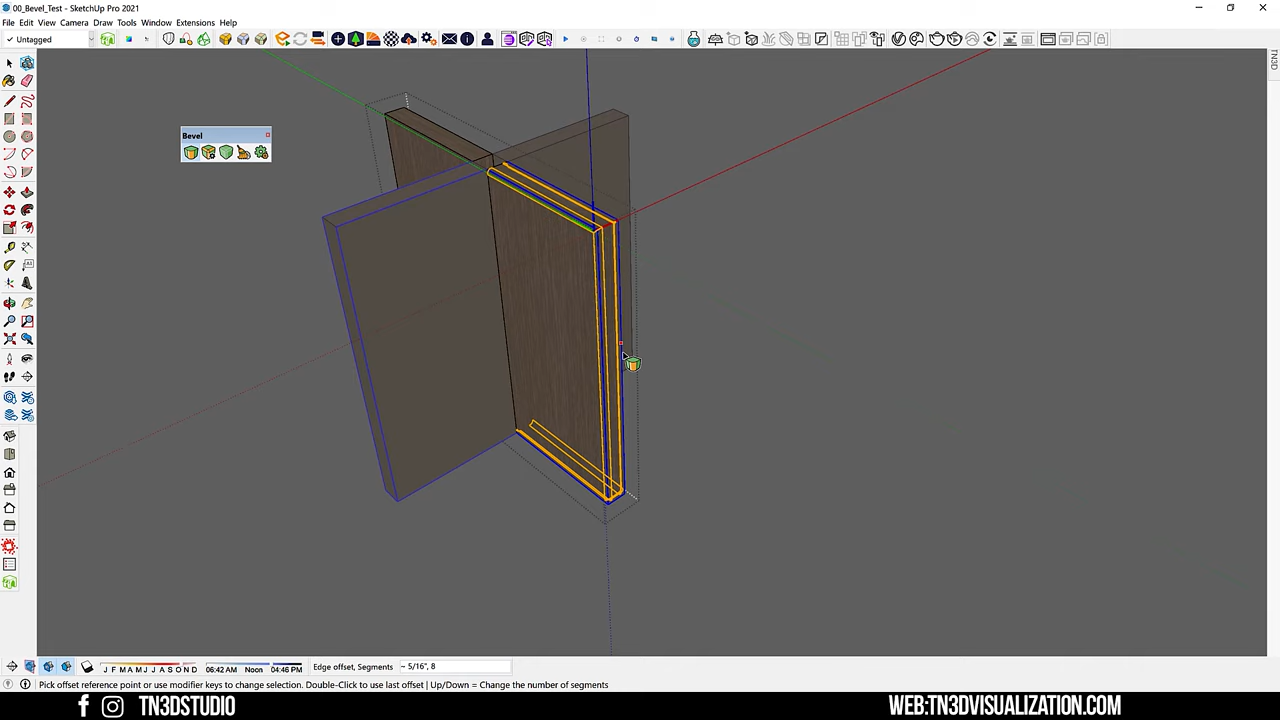 00_Bevel_Test - SketchUp Pro 2021
File Edit View Camera Draw Tools Window Extensions Help
✓ Untagged
TN3D
Bevel
J F M A M J J A S O N D 06:42 AM Noon 04:46 PM Edge offset, Segments ~ 5/16", 8
Pick offset reference point or use modifier keys to change selection. Double-Click to use last offset | Up/Down = Change the number of segments
TN3DSTUDIO
WEB:TN3DVISUALIZATION.COM